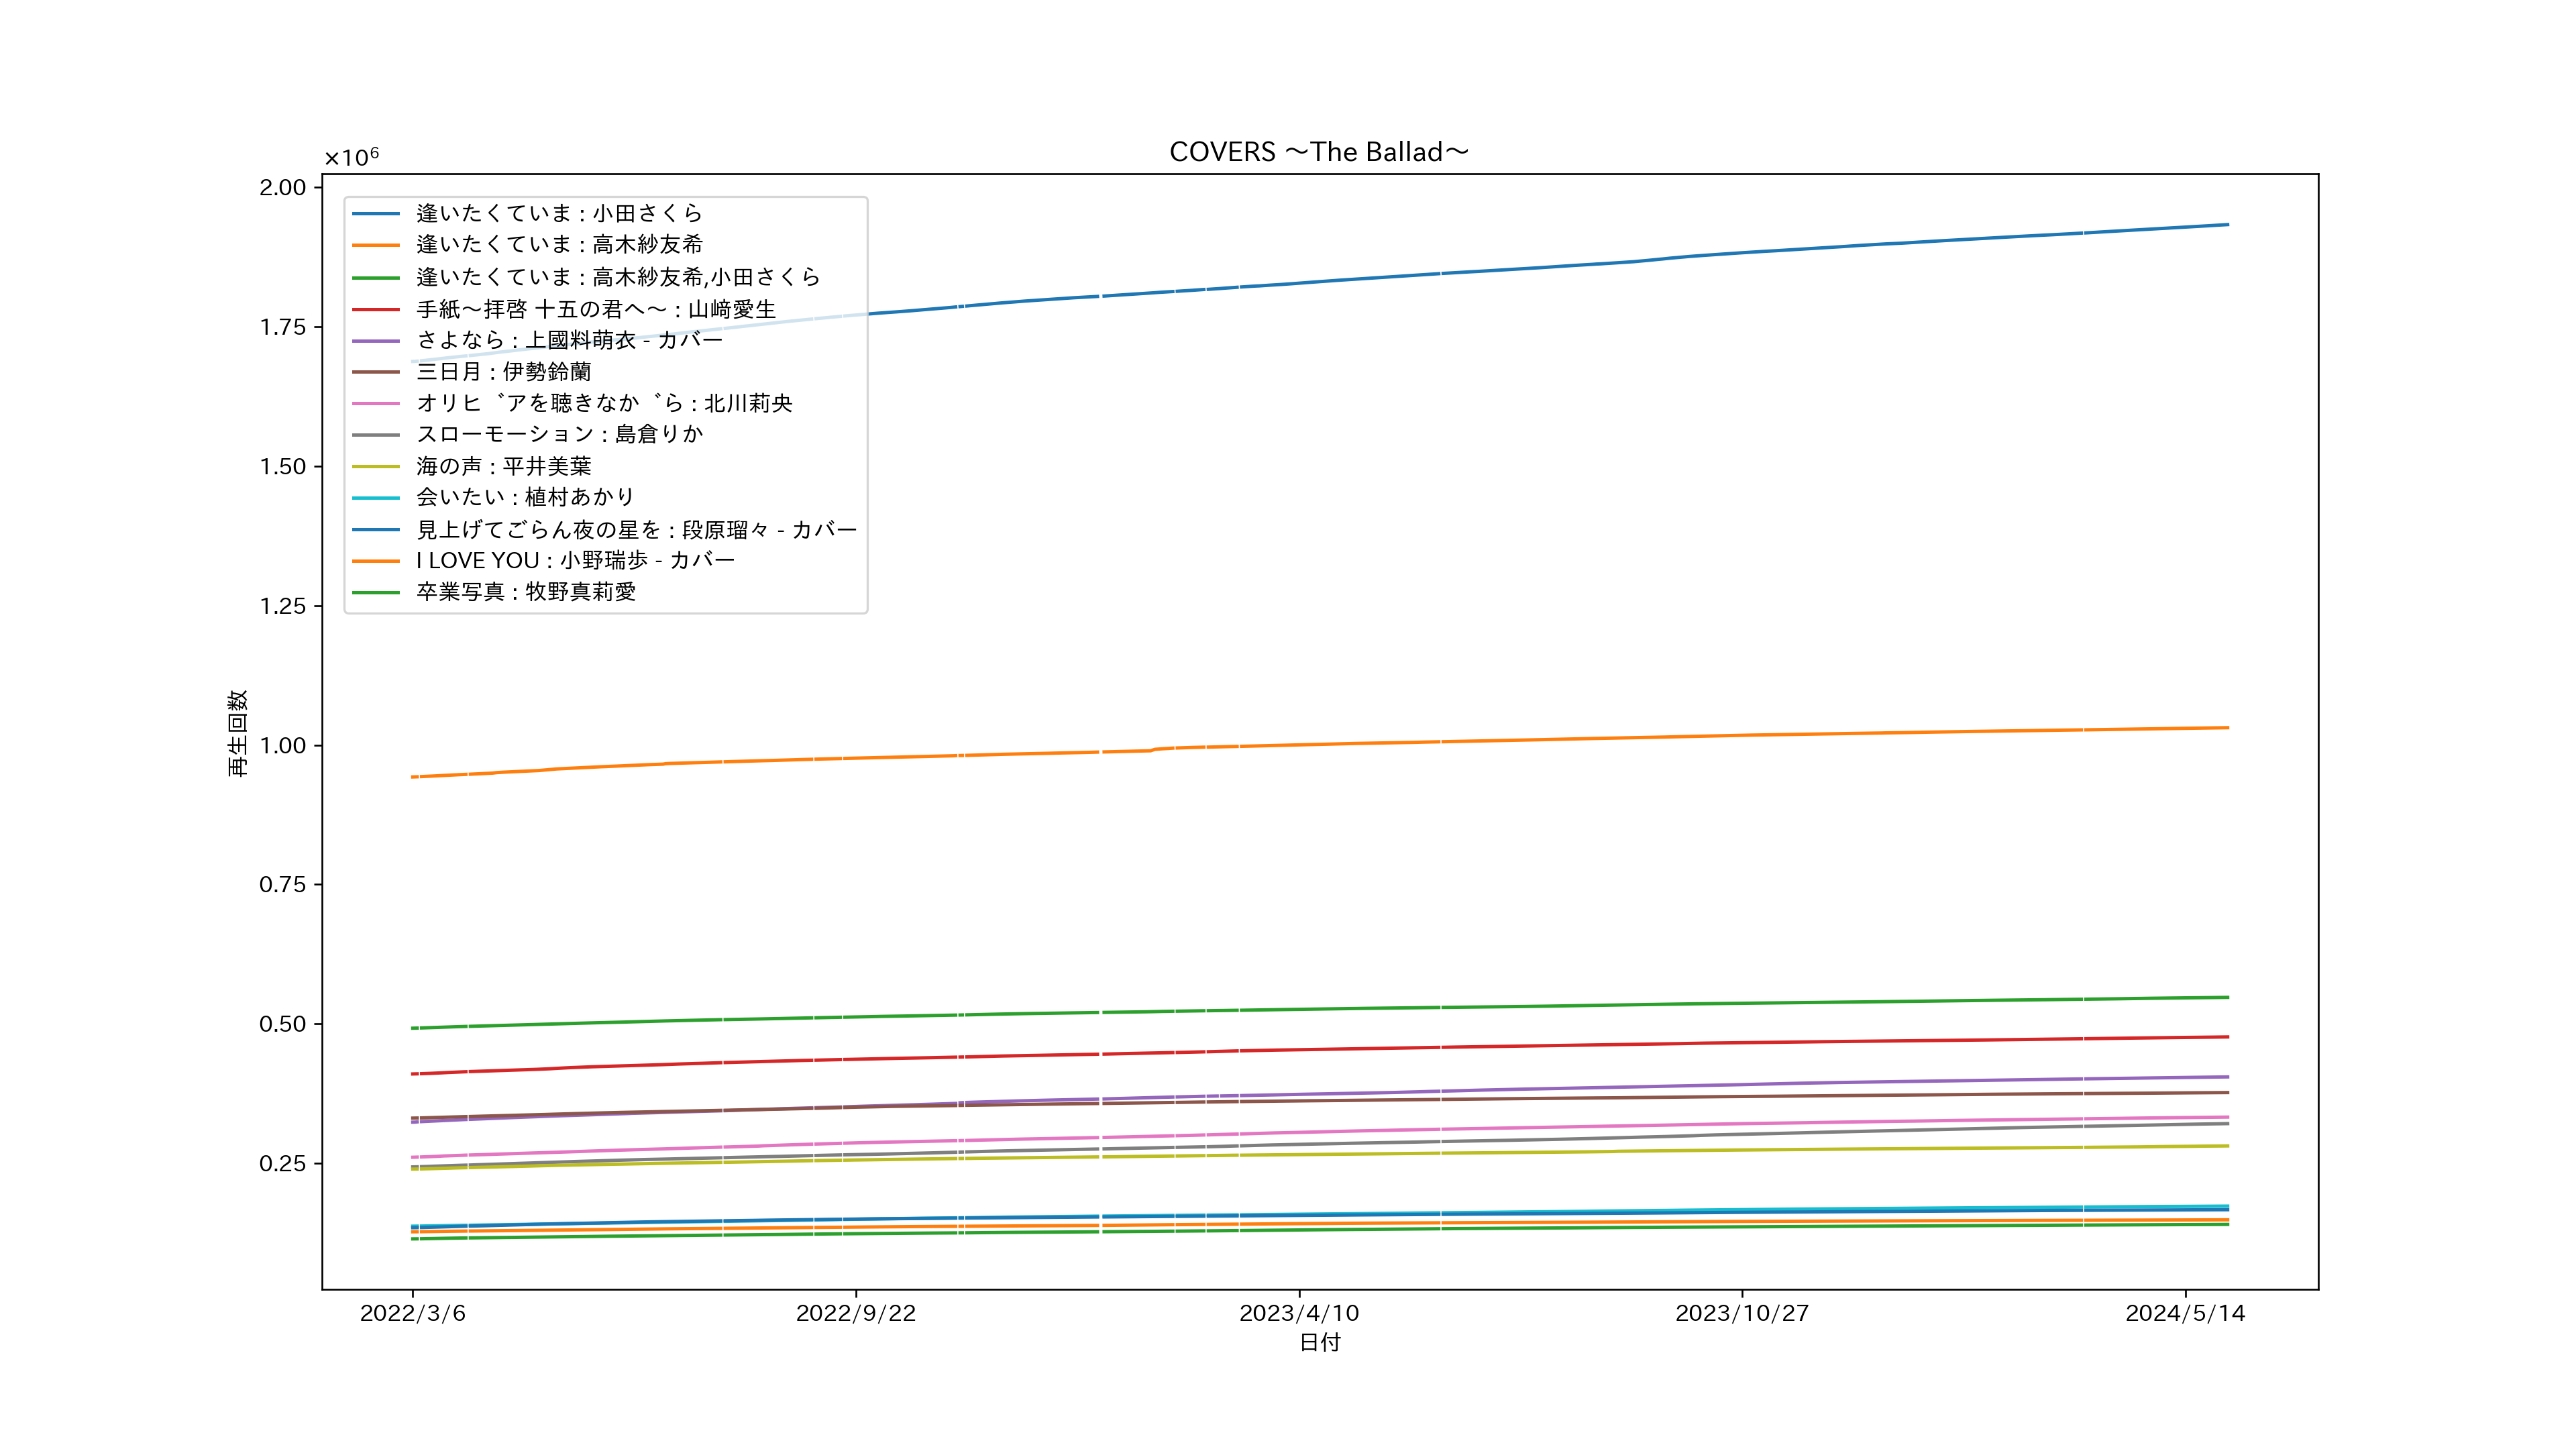 COVERS ～The Ballad～
×10⁶
2.00
1.75
1.50
1.25
1.00
0.75
0.50
0.25
再生回数
逢いたくていま : 小田さくら
逢いたくていま : 高木紗友希
逢いたくていま : 高木紗友希,小田さくら
手紙～拝啓 十五の君へ～ : 山﨑愛生
さよなら : 上國料萌衣 - カバー
三日月 : 伊勢鈴蘭
オリヒ゛アを聴きなか゛ら : 北川莉央
スローモーション : 島倉りか
海の声 : 平井美葉
会いたい : 植村あかり
見上げてごらん夜の星を : 段原瑠々 - カバー
I LOVE YOU : 小野瑞歩 - カバー
卒業写真 : 牧野真莉愛
2022/3/6
2022/9/22
2023/4/10
2023/10/27
2024/5/14
日付